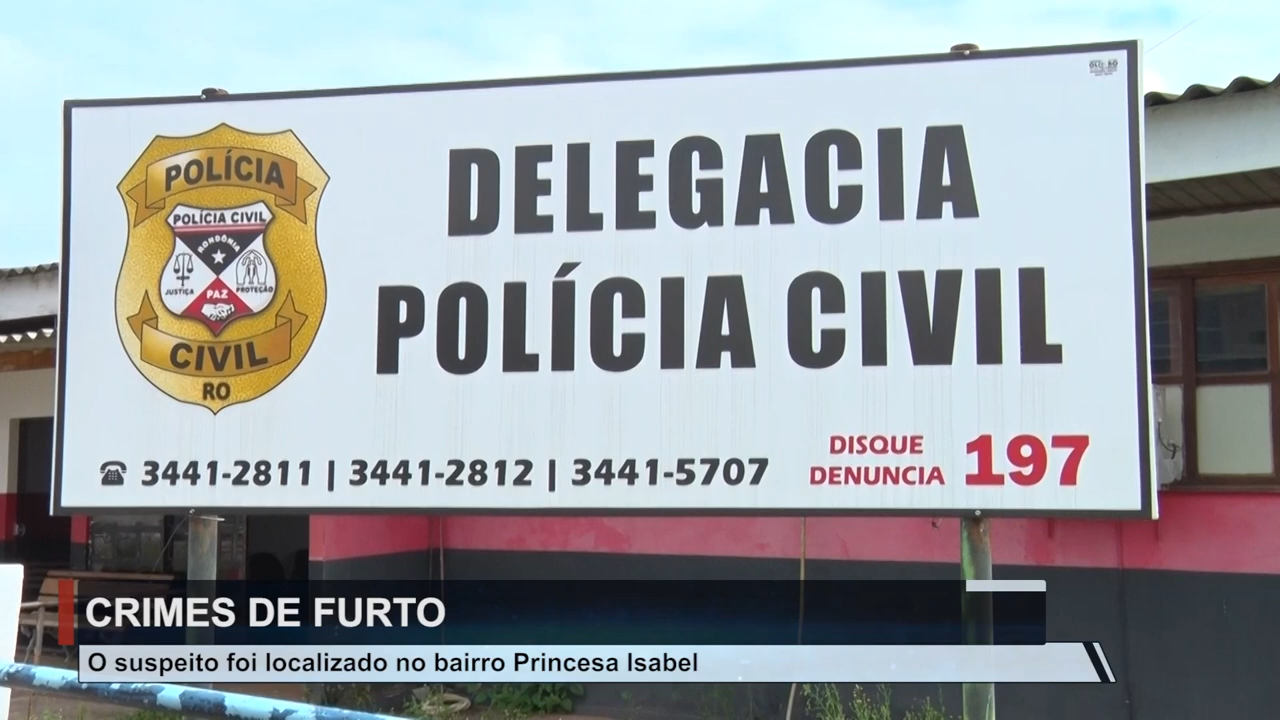 POLÍCIA
POLÍCIA CIVIL
RONDÔNIA
JUSTIÇA
PROTEÇÃO
PAZ
CIVIL
RO
DELEGACIA
POLÍCIA CIVIL
3441-2811 | 3441-2812 | 3441-5707
DISQUE
DENUNCIA
197
CRIMES DE FURTO
O suspeito foi localizado no bairro Princesa Isabel